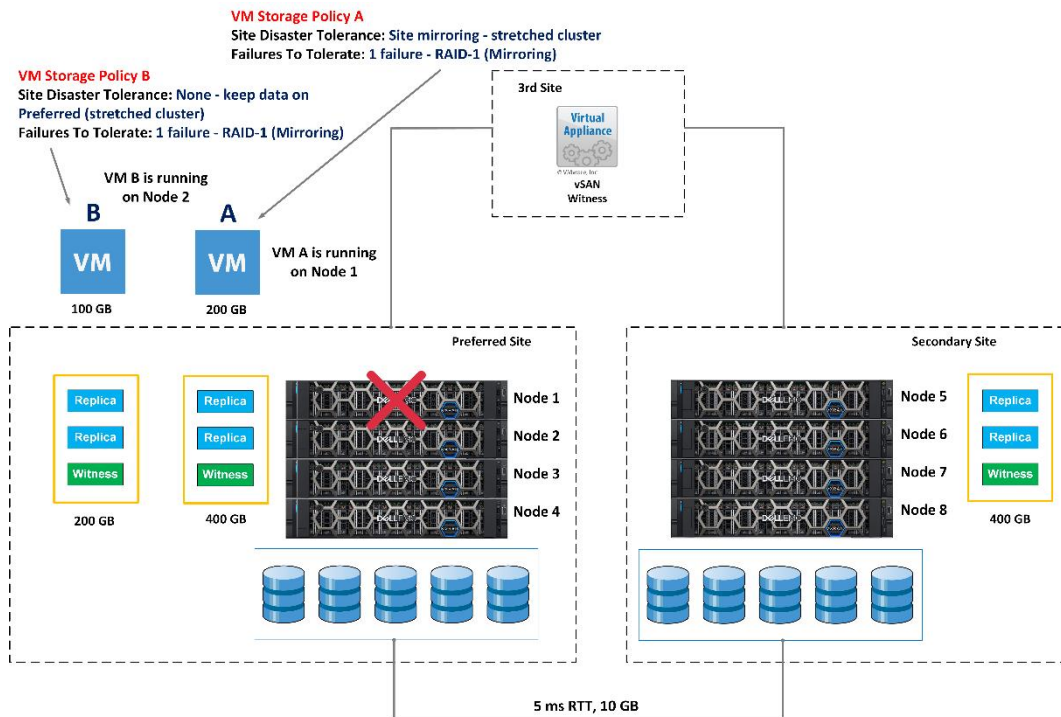 VM Storage Policy A
Site Disaster Tolerance: Site mirroring - stretched cluster
Failures To Tolerate: 1 failure - RAID-1 (Mirroring)
VM Storage Policy B
Site Disaster Tolerance: None - keep data on
Preferred (stretched cluster)
Failures To Tolerate: 1 failure - RAID-1 (Mirroring)
3rd Site
Virtual
Appliance
© VMware, Inc
vSAN
Witness
VM B is running
on Node 2
B
A
VM
VM
VM A is running
on Node 1
100 GB
200 GB
Preferred Site
Replica
Replica
Witness
200 GB
Replica
Replica
Witness
400 GB
Node 1
Node 2
Node 3
Node 4
Secondary Site
Node 5
Node 6
Node 7
Node 8
Replica
Replica
Witness
400 GB
5 ms RTT, 10 GB